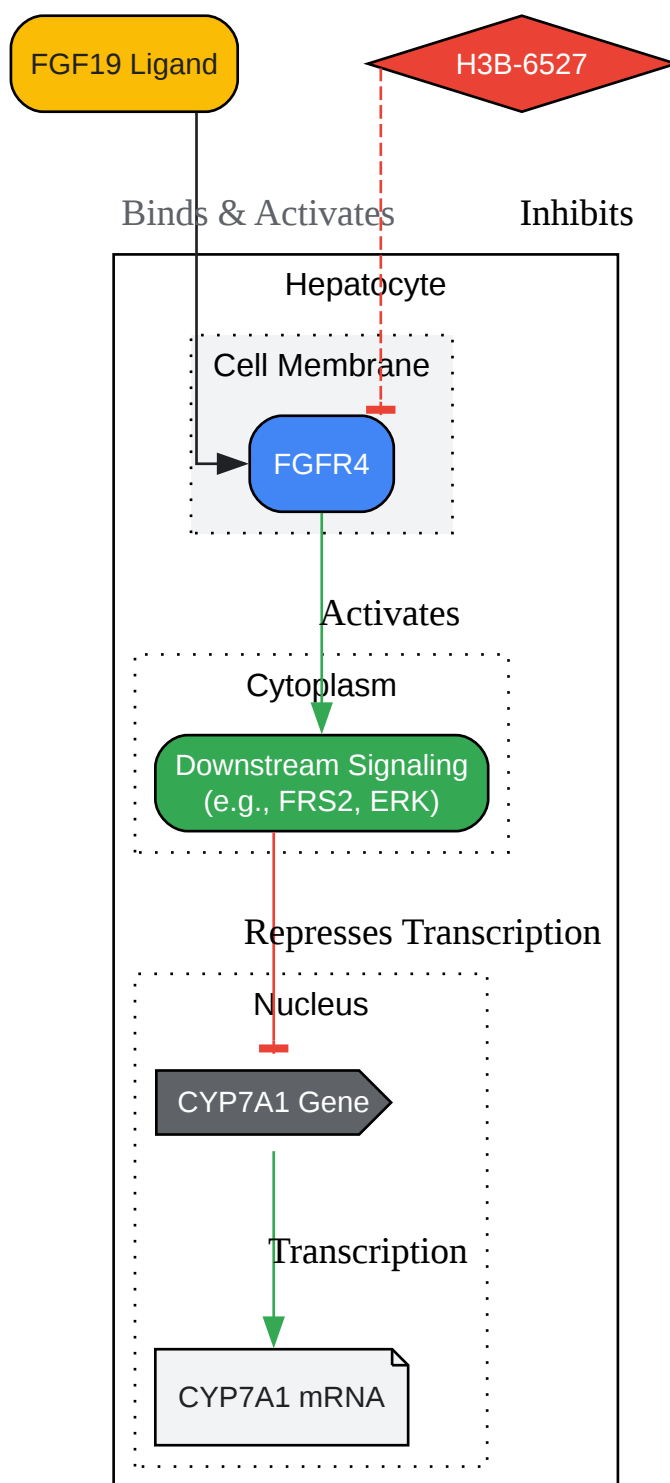 FGF19 Ligand
H3B-6527
Binds & Activates
Inhibits
Hepatocyte
Cell Membrane
FGFR4
Activates
Cytoplasm
Downstream Signaling
(e.g., FRS2, ERK)
Represses Transcription
Nucleus
CYP7A1 Gene
Transcription
CYP7A1 mRNA